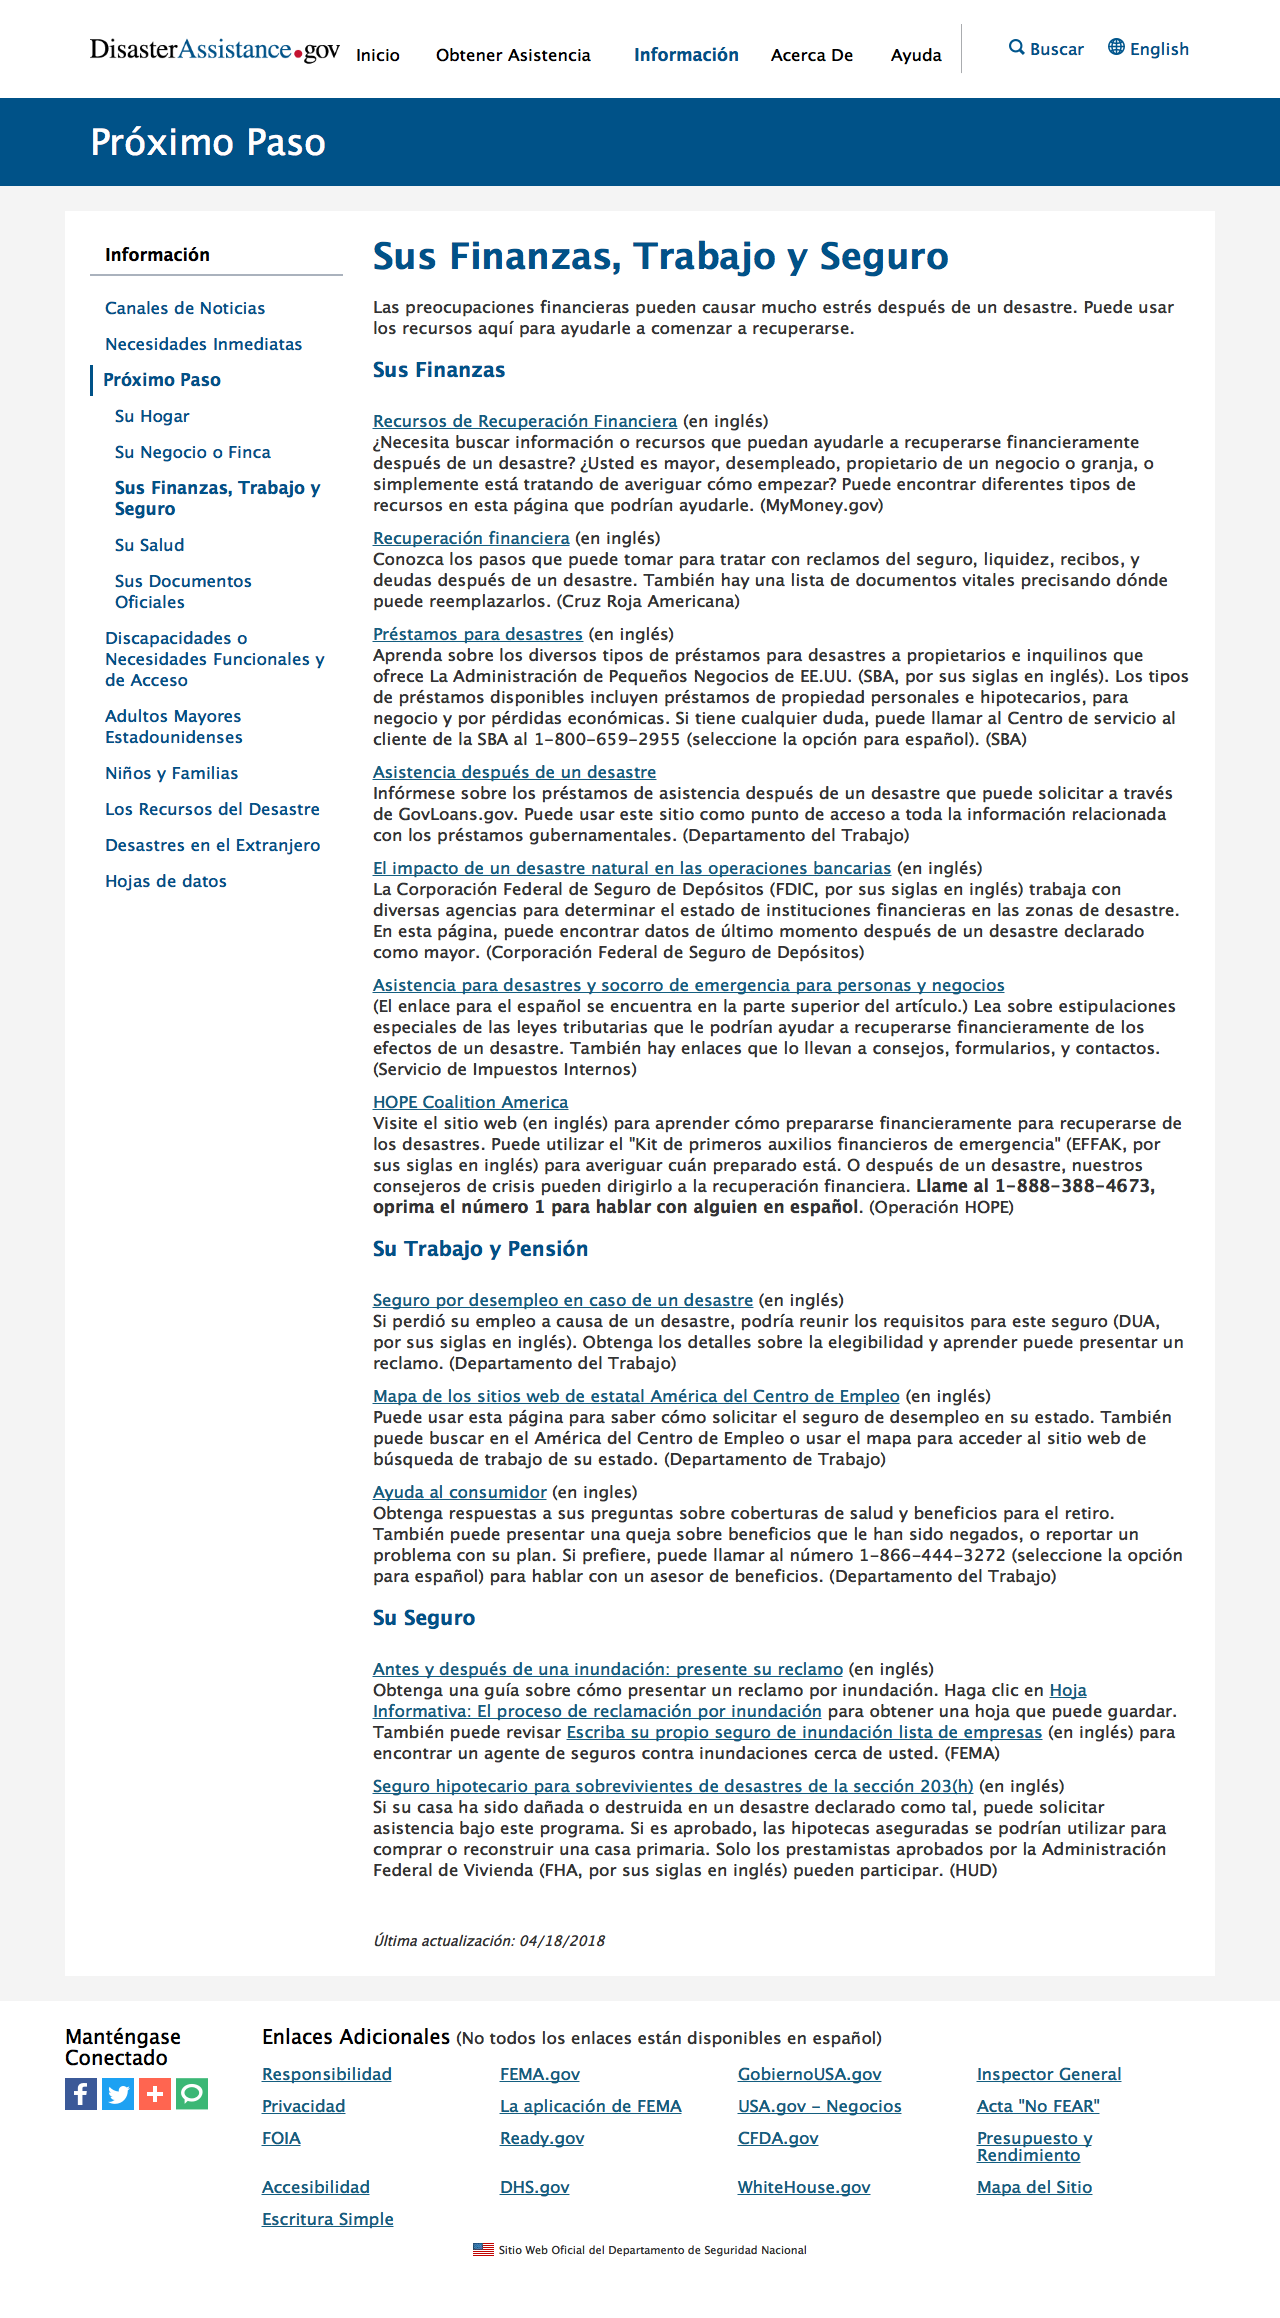 DisasterAssistance.gov
Inicio
Obtener Asistencia
Información
Acerca De
Ayuda
Buscar
English
Próximo Paso
Información
Canales de Noticias
Necesidades Inmediatas
Próximo Paso
Su Hogar
Su Negocio o Finca
Sus Finanzas, Trabajo y
Seguro
Su Salud
Sus Documentos
Oficiales
Discapacidades o
Necesidades Funcionales y
de Acceso
Adultos Mayores
Estadounidenses
Niños y Familias
Los Recursos del Desastre
Desastres en el Extranjero
Hojas de datos
Sus Finanzas, Trabajo y Seguro
Las preocupaciones financieras pueden causar mucho estrés después de un desastre. Puede usar
los recursos aquí para ayudarle a comenzar a recuperarse.
Sus Finanzas
Recursos de Recuperación Financiera (en inglés)
¿Necesita buscar información o recursos que puedan ayudarle a recuperarse financieramente
después de un desastre? ¿Usted es mayor, desempleado, propietario de un negocio o granja, o
simplemente está tratando de averiguar cómo empezar? Puede encontrar diferentes tipos de
recursos en esta página que podrían ayudarle. (MyMoney.gov)
Recuperación financiera (en inglés)
Conozca los pasos que puede tomar para tratar con reclamos del seguro, liquidez, recibos, y
deudas después de un desastre. También hay una lista de documentos vitales precisando dónde
puede reemplazarlos. (Cruz Roja Americana)
Préstamos para desastres (en inglés)
Aprenda sobre los diversos tipos de préstamos para desastres a propietarios e inquilinos que
ofrece La Administración de Pequeños Negocios de EE.UU. (SBA, por sus siglas en inglés). Los tipos
de préstamos disponibles incluyen préstamos de propiedad personales e hipotecarios, para
negocio y por pérdidas económicas. Si tiene cualquier duda, puede llamar al Centro de servicio al
cliente de la SBA al 1-800-659-2955 (seleccione la opción para español). (SBA)
Asistencia después de un desastre
Infórmese sobre los préstamos de asistencia después de un desastre que puede solicitar a través
de GovLoans.gov. Puede usar este sitio como punto de acceso a toda la información relacionada
con los préstamos gubernamentales. (Departamento del Trabajo)
El impacto de un desastre natural en las operaciones bancarias (en inglés)
La Corporación Federal de Seguro de Depósitos (FDIC, por sus siglas en inglés) trabaja con
diversas agencias para determinar el estado de instituciones financieras en las zonas de desastre.
En esta página, puede encontrar datos de último momento después de un desastre declarado
como mayor. (Corporación Federal de Seguro de Depósitos)
Asistencia para desastres y socorro de emergencia para personas y negocios
(El enlace para el español se encuentra en la parte superior del artículo.) Lea sobre estipulaciones
especiales de las leyes tributarias que le podrían ayudar a recuperarse financieramente de los
efectos de un desastre. También hay enlaces que lo llevan a consejos, formularios, y contactos.
(Servicio de Impuestos Internos)
HOPE Coalition America
Visite el sitio web (en inglés) para aprender cómo prepararse financieramente para recuperarse de
los desastres. Puede utilizar el "Kit de primeros auxilios financieros de emergencia" (EFFAK, por
sus siglas en inglés) para averiguar cuán preparado está. O después de un desastre, nuestros
consejeros de crisis pueden dirigirlo a la recuperación financiera. Llame al 1-888-388-4673,
oprima el número 1 para hablar con alguien en español. (Operación HOPE)
Su Trabajo y Pensión
Seguro por desempleo en caso de un desastre (en inglés)
Si perdió su empleo a causa de un desastre, podría reunir los requisitos para este seguro (DUA,
por sus siglas en inglés). Obtenga los detalles sobre la elegibilidad y aprender puede presentar un
reclamo. (Departamento del Trabajo)
Mapa de los sitios web de estatal América del Centro de Empleo (en inglés)
Puede usar esta página para saber cómo solicitar el seguro de desempleo en su estado. También
puede buscar en el América del Centro de Empleo o usar el mapa para acceder al sitio web de
búsqueda de trabajo de su estado. (Departamento de Trabajo)
Ayuda al consumidor (en ingles)
Obtenga respuestas a sus preguntas sobre coberturas de salud y beneficios para el retiro.
También puede presentar una queja sobre beneficios que le han sido negados, o reportar un
problema con su plan. Si prefiere, puede llamar al número 1-866-444-3272 (seleccione la opción
para español) para hablar con un asesor de beneficios. (Departamento del Trabajo)
Su Seguro
Antes y después de una inundación: presente su reclamo (en inglés)
Obtenga una guía sobre cómo presentar un reclamo por inundación. Haga clic en Hoja
Informativa: El proceso de reclamación por inundación para obtener una hoja que puede guardar.
También puede revisar Escriba su propio seguro de inundación lista de empresas (en inglés) para
encontrar un agente de seguros contra inundaciones cerca de usted. (FEMA)
Seguro hipotecario para sobrevivientes de desastres de la sección 203(h) (en inglés)
Si su casa ha sido dañada o destruida en un desastre declarado como tal, puede solicitar
asistencia bajo este programa. Si es aprobado, las hipotecas aseguradas se podrían utilizar para
comprar o reconstruir una casa primaria. Solo los prestamistas aprobados por la Administración
Federal de Vivienda (FHA, por sus siglas en inglés) pueden participar. (HUD)
Última actualización: 04/18/2018
Manténgase
Conectado
Enlaces Adicionales (No todos los enlaces están disponibles en español)
Responsibilidad
FEMA.gov
GobiernoUSA.gov
Inspector General
Privacidad
La aplicación de FEMA
USA.gov - Negocios
Acta "No FEAR"
FOIA
Ready.gov
CFDA.gov
Presupuesto y
Rendimiento
Accesibilidad
DHS.gov
WhiteHouse.gov
Mapa del Sitio
Escritura Simple
Sitio Web Oficial del Departamento de Seguridad Nacional